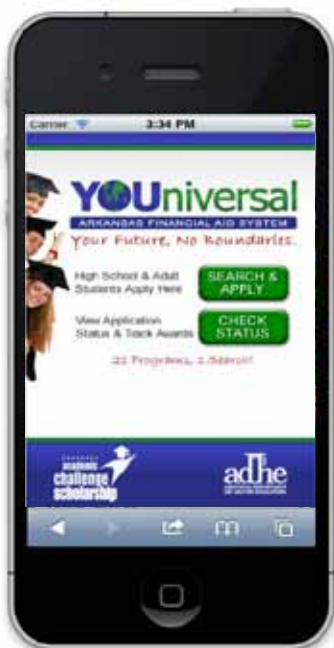 Carrier 3:34 PM
YOUniversal
ARKANSAS FINANCIAL AID SYSTEM
Your Future, No Boundaries.
High School & Adult
Students Apply Here
SEARCH &
APPLY
View Application
Status & Track Awards
CHECK
STATUS
21 Programs, 1 Search!
academic
challenge
scholarship
adhe